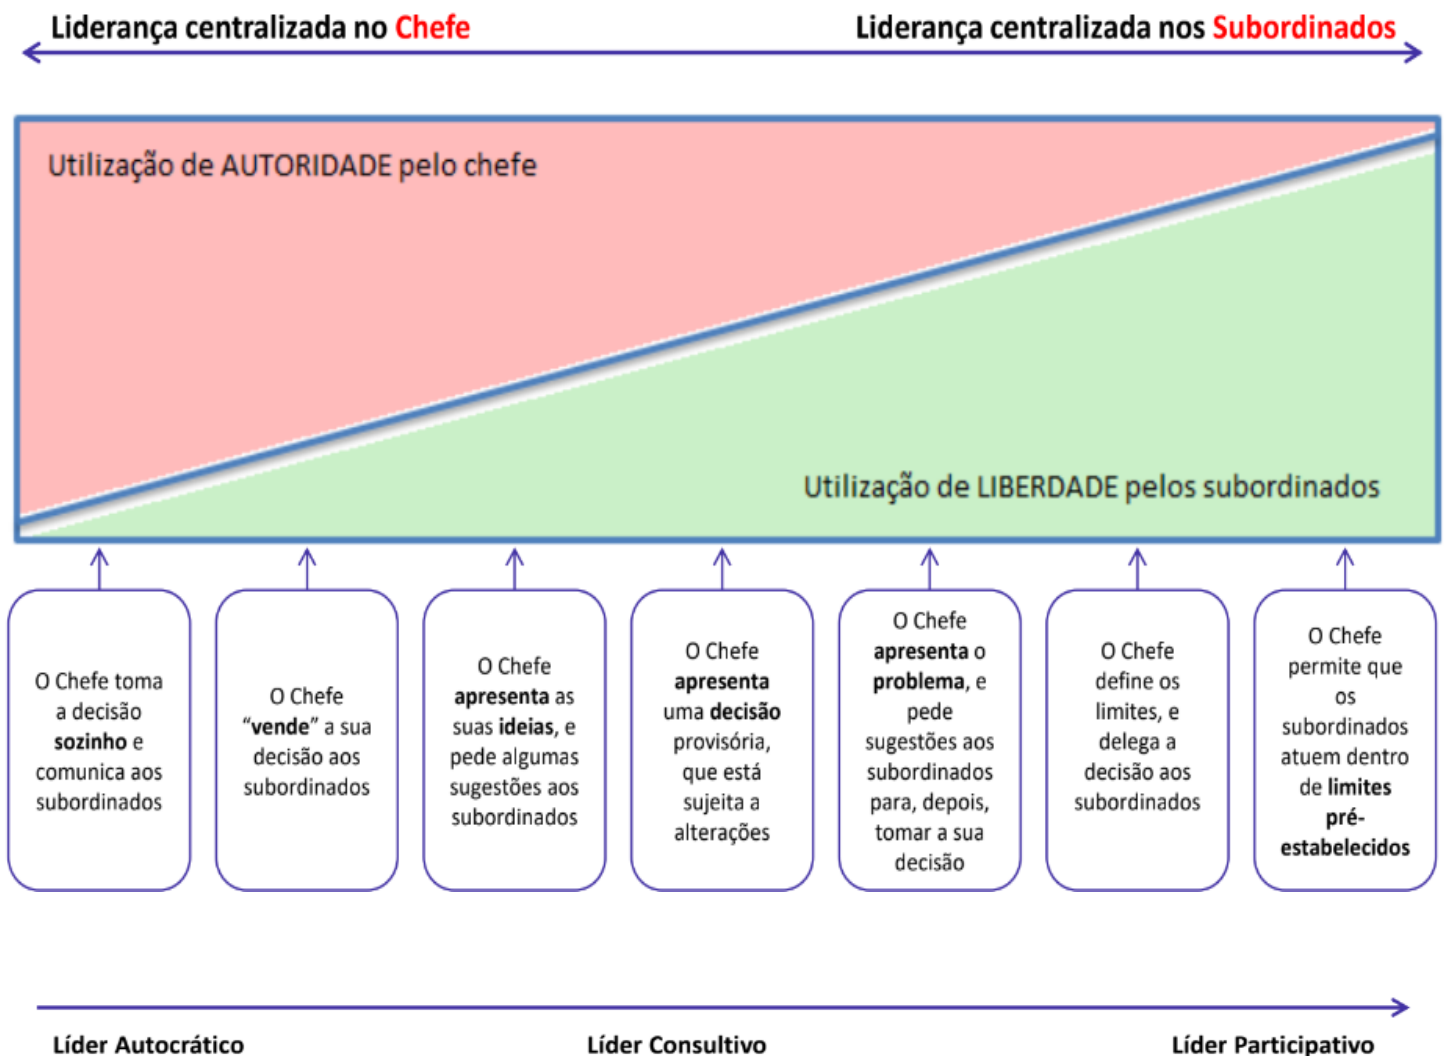 Liderança centralizada no Chefe
Liderança centralizada nos Subordinados
Utilização de AUTORIDADE pelo chefe
Utilização de LIBERDADE pelos subordinados
O Chefe toma
a decisão
sozinho e
comunica aos
subordinados
O Chefe
“vende” a sua
decisão aos
subordinados
O Chefe
apresenta as
suas ideias, e
pede algumas
sugestões aos
subordinados
O Chefe
apresenta
uma decisão
provisória,
que está
sujeita a
alterações
O Chefe
apresenta o
problema, e
pede
sugestões aos
subordinados
para, depois,
tomar a sua
decisão
O Chefe
define os
limites, e
delega a
decisão aos
subordinados
O Chefe
permite que
os
subordinados
atuem dentro
de limites
pré-
estabelecidos
Líder Autocrático
Líder Consultivo
Líder Participativo